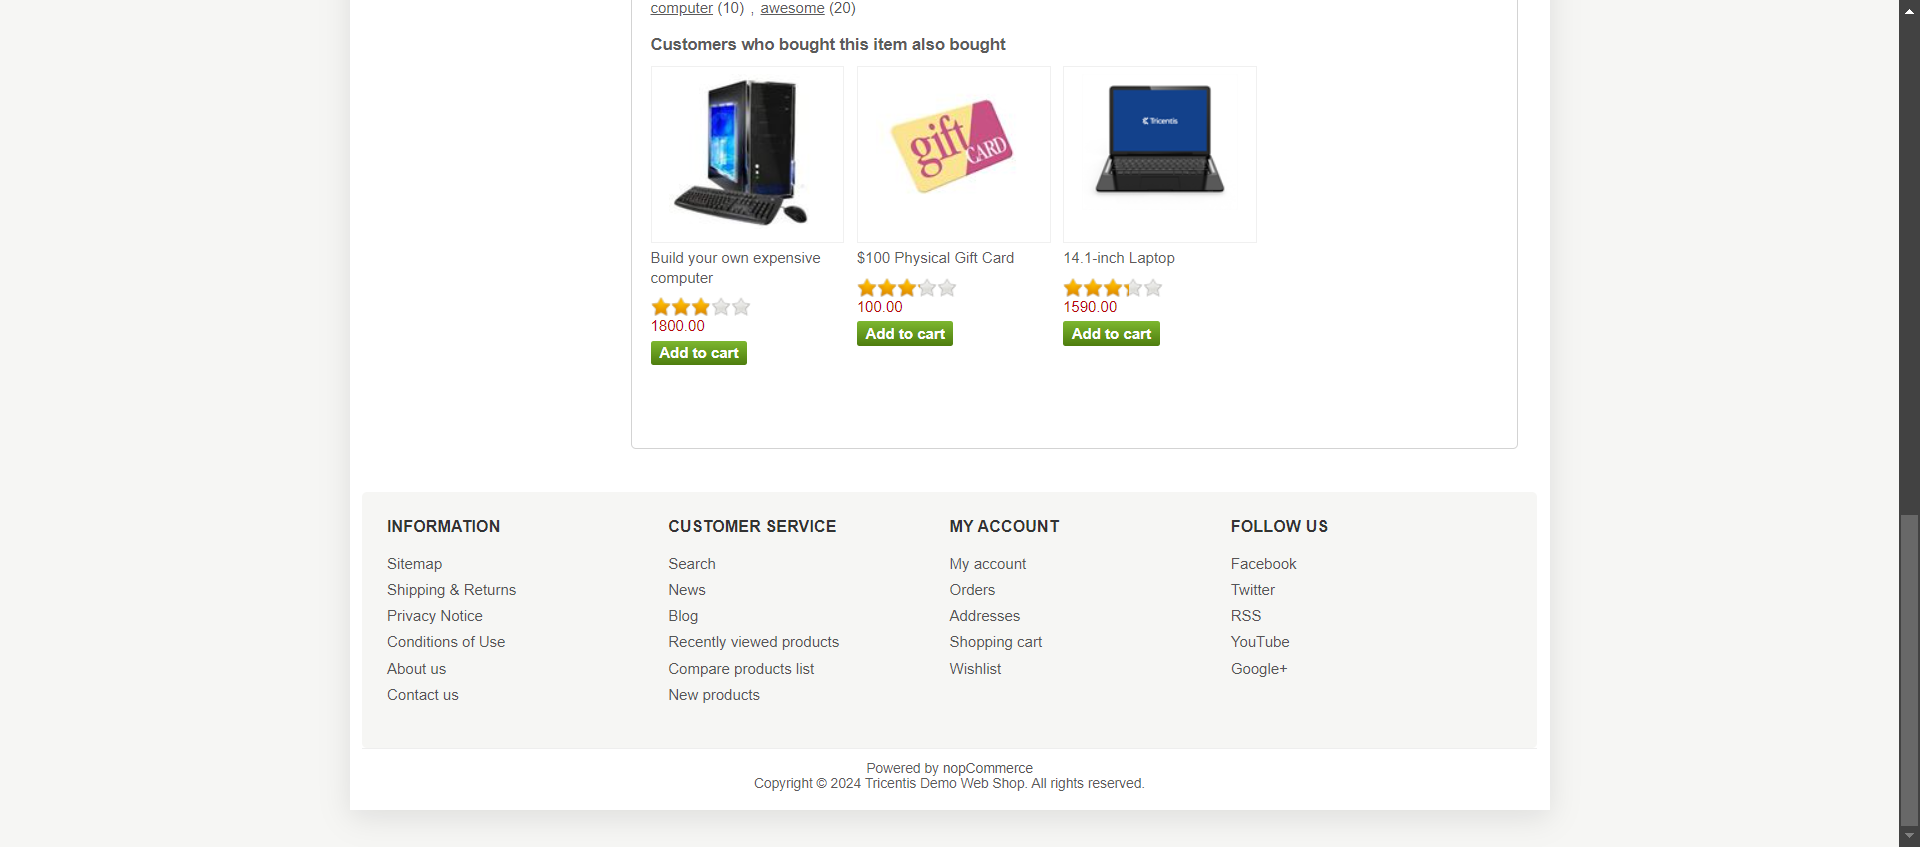 computer (10) , awesome (20)
Customers who bought this item also bought
gift
CARD
Tricentis
Build your own expensive
computer
1800.00
Add to cart
$100 Physical Gift Card
100.00
Add to cart
14.1-inch Laptop
1590.00
Add to cart
INFORMATION
Sitemap
Shipping & Returns
Privacy Notice
Conditions of Use
About us
Contact us
CUSTOMER SERVICE
Search
News
Blog
Recently viewed products
Compare products list
New products
MY ACCOUNT
My account
Orders
Addresses
Shopping cart
Wishlist
FOLLOW US
Facebook
Twitter
RSS
YouTube
Google+
Powered by nopCommerce
Copyright © 2024 Tricentis Demo Web Shop. All rights reserved.